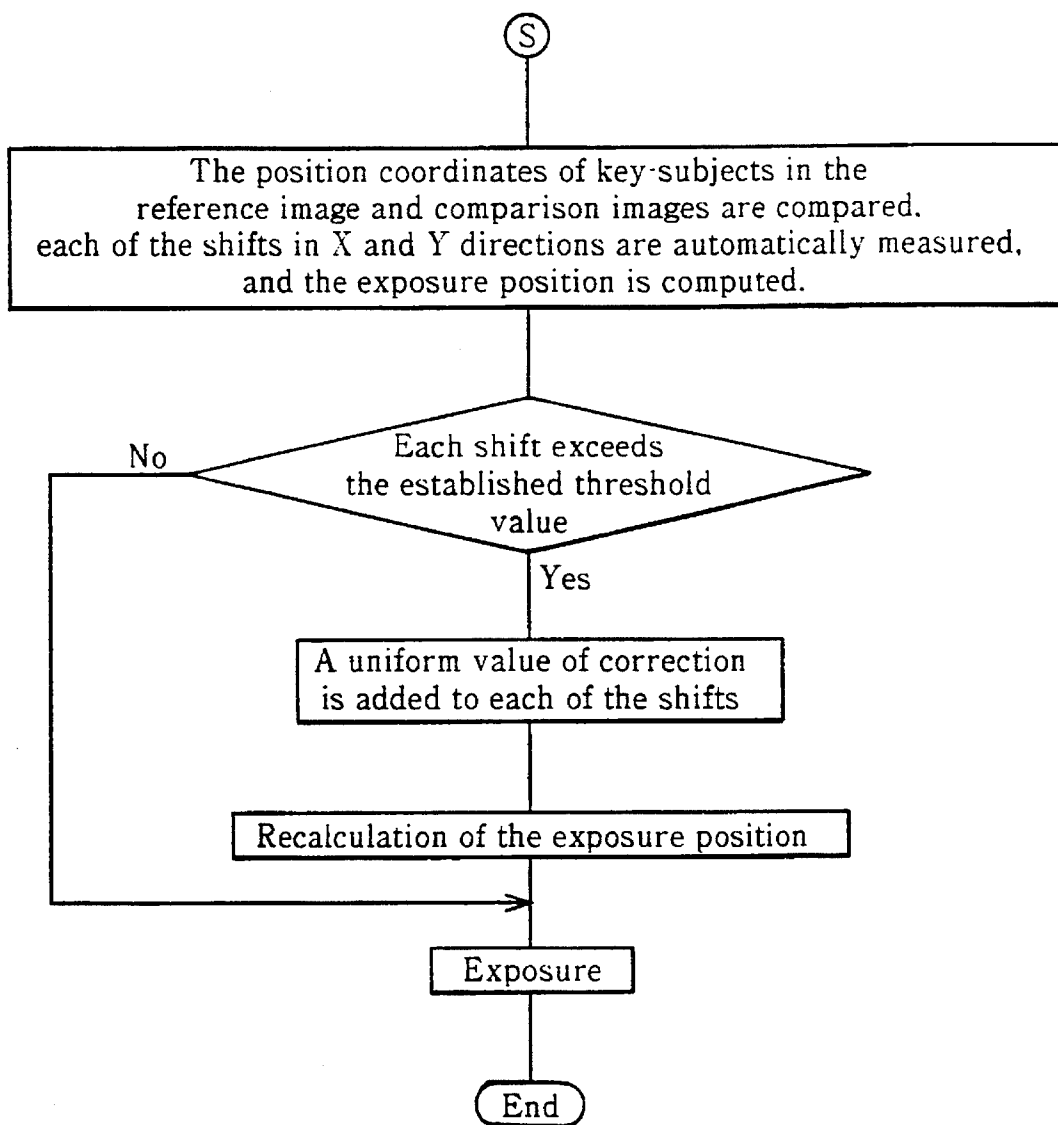 S
The position coordinates of key-subjects in the
reference image and comparison images are compared.
each of the shifts in X and Y directions are automatically measured,
and the exposure position is computed.
No
Each shift exceeds
the established threshold
value
Yes
A uniform value of correction
is added to each of the shifts
Recalculation of the exposure position
Exposure
End